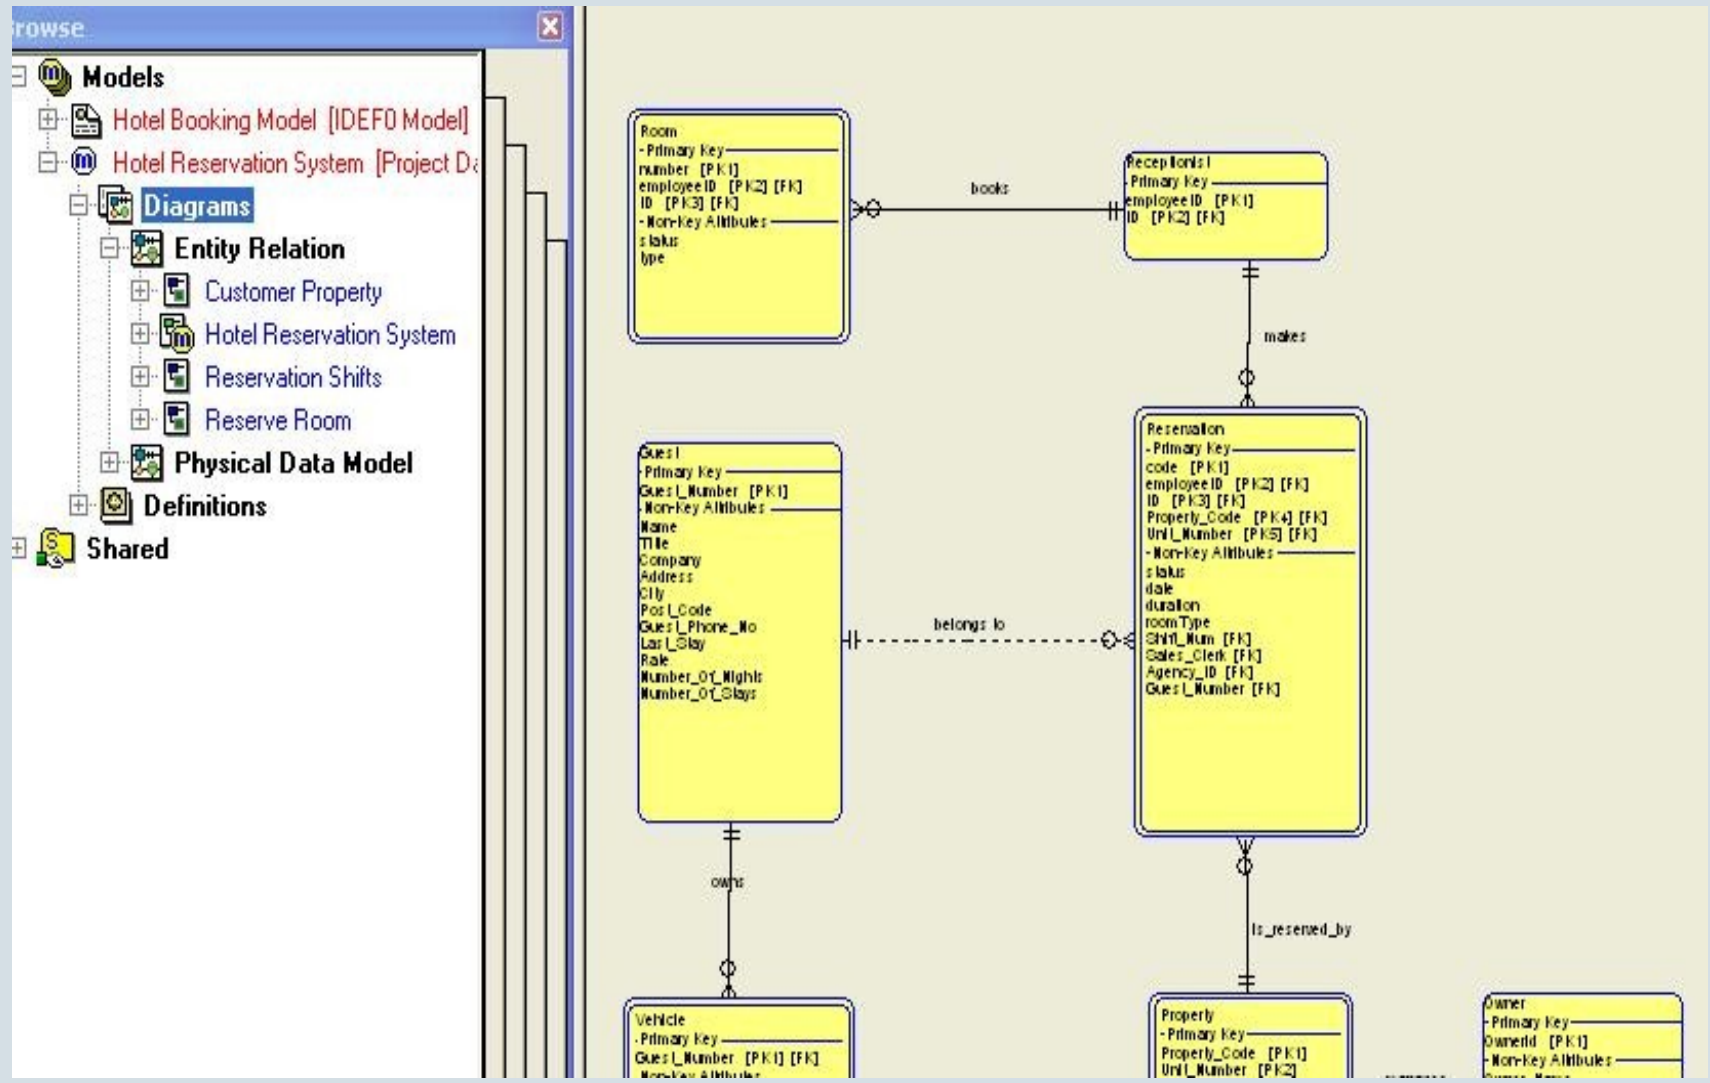 rowse
Models
Hotel Booking Model [IDEF0 Model]
Hotel Reservation System [Project Da
Diagrams
Entity Relation
Customer Property
Hotel Reservation System
Reservation Shifts
Reserve Room
Physical Data Model
Definitions
Shared
Room
- Primary Key
number [PK1]
employeeID [PK2] [FK]
ID [PK3] [FK]
- Non-Key Attributes
status
type
books
Receptionist
- Primary Key
employeeID [PK1]
ID [PK2] [FK]
makes
Guest
- Primary Key
Guest_Number [PK1]
- Non-Key Attributes
Name
Title
Company
Address
City
Post_Code
Guest_Phone_No
Last_Stay
Rate
Number_Of_Nights
Number_Of_Stays
belongs to
Reservation
- Primary Key
code [PK1]
employeeID [PK2] [FK]
ID [PK3] [FK]
Property_Code [PK4] [FK]
Unit_Number [PK5] [FK]
- Non-Key Attributes
status
date
duration
roomType
Shift_Num [FK]
Sales_Clerk [FK]
Agency_ID [FK]
Guest_Number [FK]
owns
Is_reserved_by
Vehicle
- Primary Key
Guest_Number [PK1] [FK]
Non-Key Attributes
Property
- Primary Key
Property_Code [PK1]
Unit_Number [PK2]
Owner
- Primary Key
OwnerId [PK1]
- Non-Key Attributes